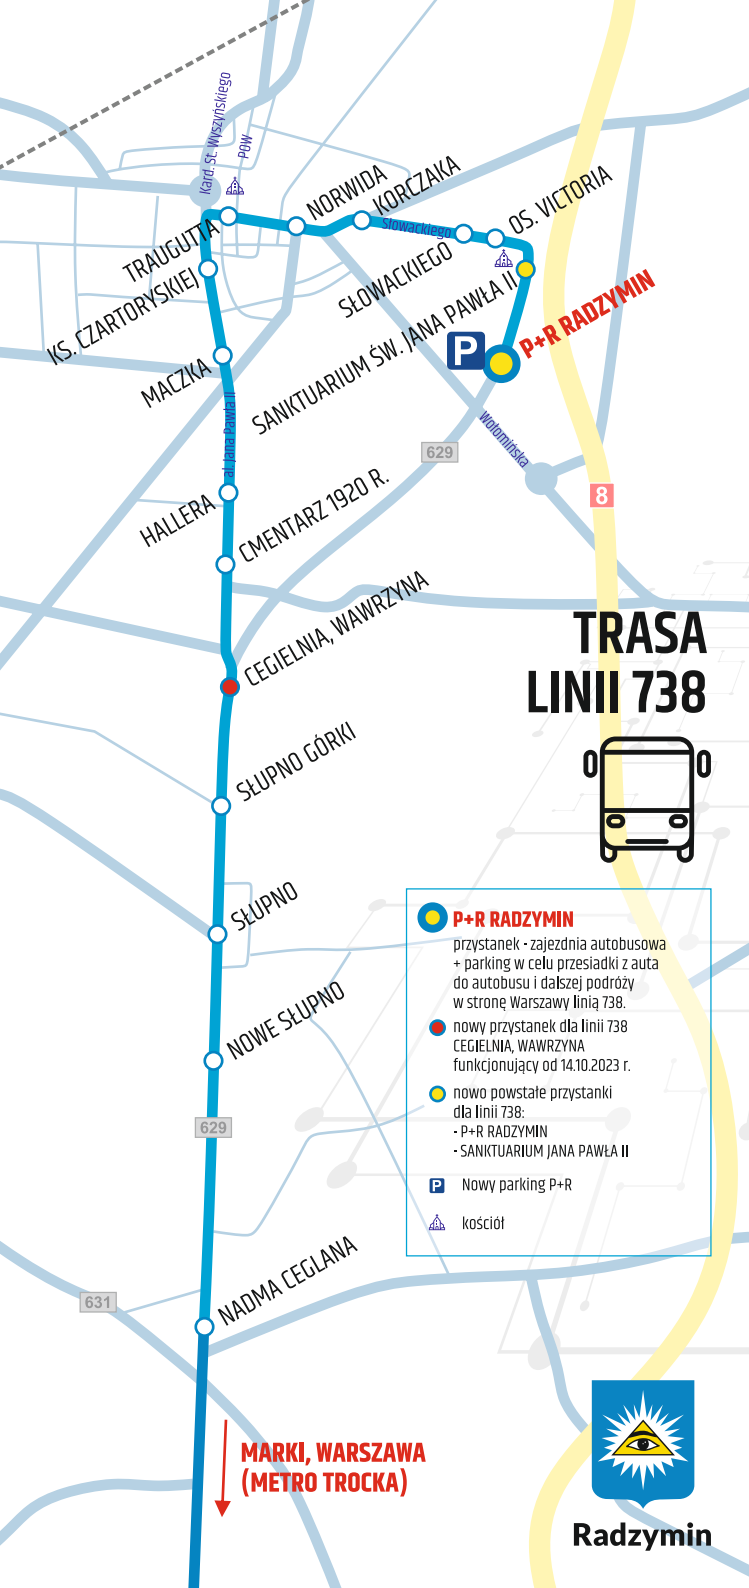 Kard. St. Wyszyńskiego
POW
NORWIDA
KORCZAKA
Słowackiego
OS. VICTORIA
TRAUGUTTA
SŁOWACKIEGO
KS. CZARTORYSKIEJ
SANKTUARIUM ŚW. JANA PAWŁA II
P+R RADZYMIN
P
MACZKA
al. Jana Pawła II
Wołomińska
629
8
HALLERA
CMENTARZ 1920 R.
CEGIELNIA, WAWRZYNA
TRASA
LINII 738
SŁUPNO GÓRKI
SŁUPNO
P+R RADZYMIN
przystanek - zajezdnia autobusowa
+ parking w celu przesiadki z auta
do autobusu i dalszej podróży
w stronę Warszawy linią 738.
nowy przystanek dla linii 738
CEGIELNIA, WAWRZYNA
funkcjonujący od 14.10.2023 r.
nowo powstałe przystanki
dla linii 738:
- P+R RADZYMIN
- SANKTUARIUM JANA PAWŁA II
P Nowy parking P+R
kościół
NOWE SŁUPNO
629
NADMA CEGLANA
631
MARKI, WARSZAWA
(METRO TROCKA)
Radzymin